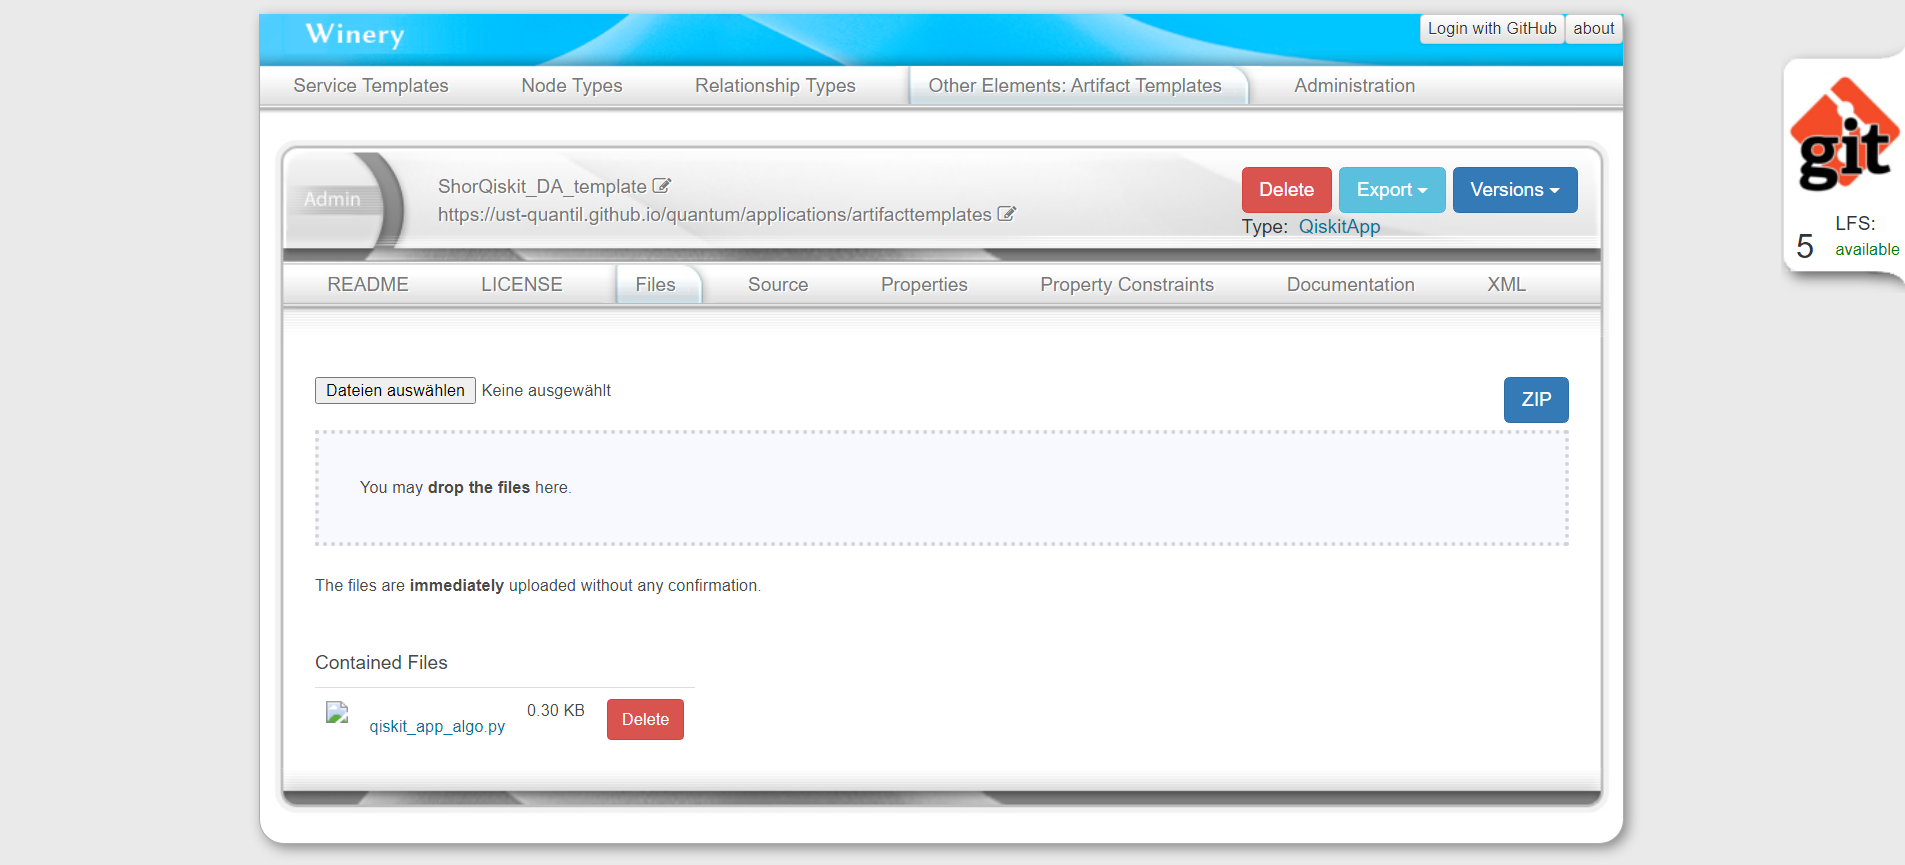 Winery
Login with GitHub about
Service Templates Node Types Relationship Types Other Elements: Artifact Templates Administration
git
LFS:
5 available
Admin
ShorQiskit_DA_template
https://ust-quantil.github.io/quantum/applications/artifacttemplates
Delete Export Versions
Type: QiskitApp
README LICENSE Files Source Properties Property Constraints Documentation XML
Dateien auswählen Keine ausgewählt
ZIP
You may drop the files here.
The files are immediately uploaded without any confirmation.
Contained Files
qiskit_app_algo.py 0.30 KB Delete